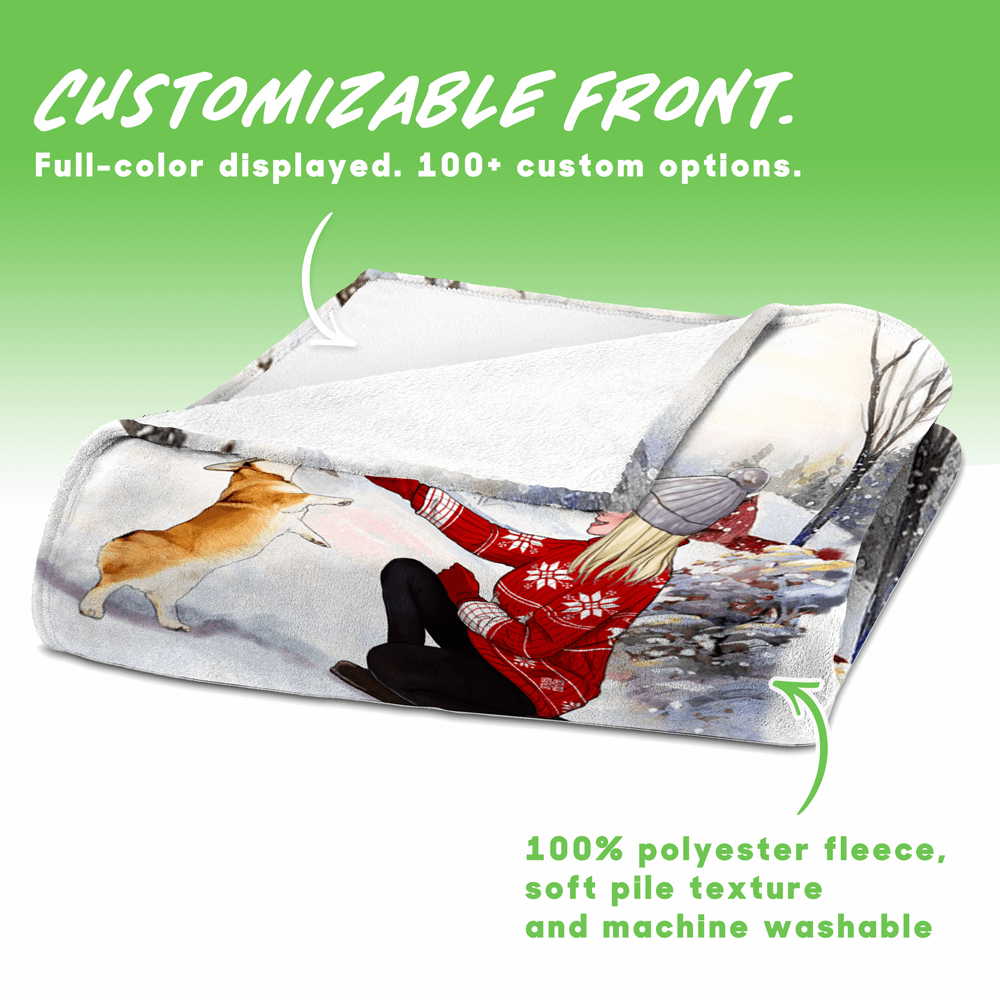 CUSTOMIZABLE FRONT.
Full-color displayed. 100+ custom options.
100% polyester fleece,
soft pile texture
and machine washable